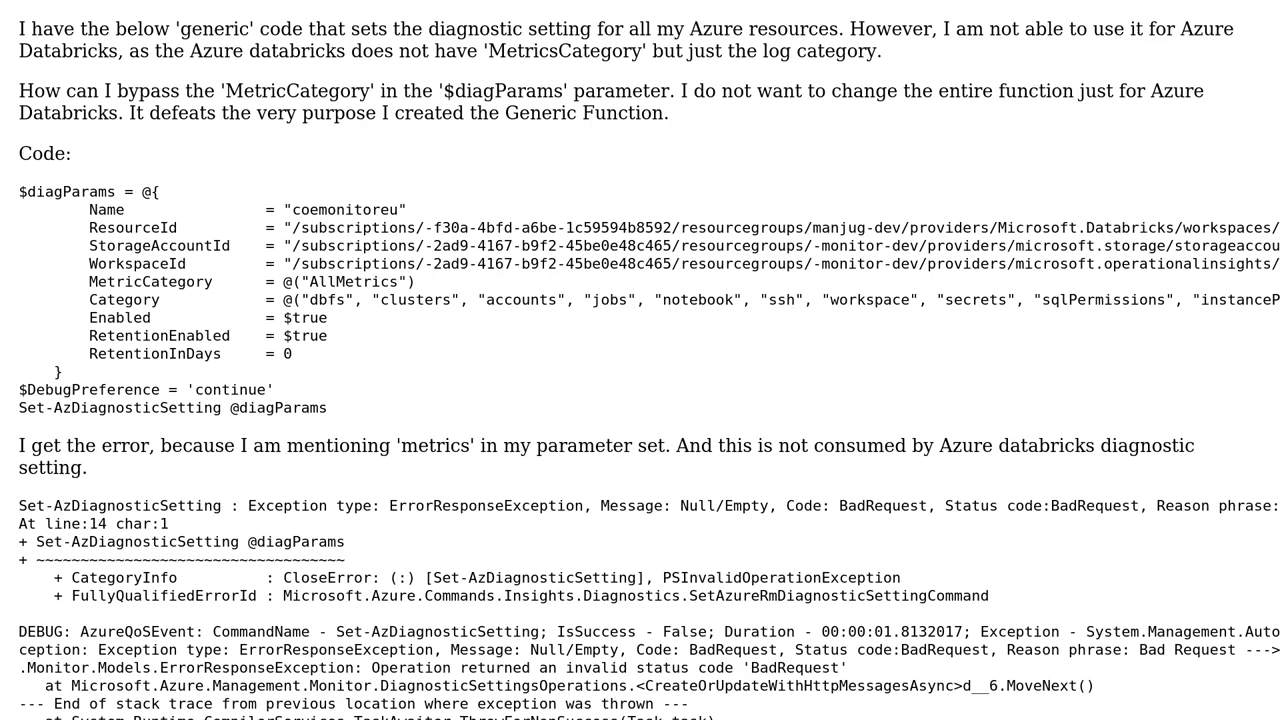 I have the below 'generic' code that sets the diagnostic setting for all my Azure resources. However, I am not able to use it for Azure
Databricks, as the Azure databricks does not have 'MetricsCategory' but just the log category.
How can I bypass the 'MetricCategory' in the '$diagParams' parameter. I do not want to change the entire function just for Azure
Databricks. It defeats the very purpose I created the Generic Function.
Code:
$diagParams = @{
        Name                = "coemonitoreu"
        ResourceId          = "/subscriptions/-f30a-4bfd-a6be-1c59594b8592/resourcegroups/manjug-dev/providers/Microsoft.Databricks/workspaces/
        StorageAccountId    = "/subscriptions/-2ad9-4167-b9f2-45be0e48c465/resourcegroups/-monitor-dev/providers/microsoft.storage/storageaccou
        WorkspaceId         = "/subscriptions/-2ad9-4167-b9f2-45be0e48c465/resourcegroups/-monitor-dev/providers/microsoft.operationalinsights/
        MetricCategory      = @("AllMetrics")
        Category            = @("dbfs", "clusters", "accounts", "jobs", "notebook", "ssh", "workspace", "secrets", "sqlPermissions", "instanceP
        Enabled             = $true
        RetentionEnabled    = $true
        RetentionInDays     = 0
    }
$DebugPreference = 'continue'
Set-AzDiagnosticSetting @diagParams
I get the error, because I am mentioning 'metrics' in my parameter set. And this is not consumed by Azure databricks diagnostic
setting.
Set-AzDiagnosticSetting : Exception type: ErrorResponseException, Message: Null/Empty, Code: BadRequest, Status code:BadRequest, Reason phrase:
At line:14 char:1
+ Set-AzDiagnosticSetting @diagParams
+ ~~~~~~~~~~~~~~~~~~~~~~~~~~~~~~~~~~~
    + CategoryInfo          : CloseError: (:) [Set-AzDiagnosticSetting], PSInvalidOperationException
    + FullyQualifiedErrorId : Microsoft.Azure.Commands.Insights.Diagnostics.SetAzureRmDiagnosticSettingCommand
DEBUG: AzureQoSEvent: CommandName - Set-AzDiagnosticSetting; IsSuccess - False; Duration - 00:00:01.8132017; Exception - System.Management.Auto
ception: Exception type: ErrorResponseException, Message: Null/Empty, Code: BadRequest, Status code:BadRequest, Reason phrase: Bad Request --->
.Monitor.Models.ErrorResponseException: Operation returned an invalid status code 'BadRequest'
   at Microsoft.Azure.Management.Monitor.DiagnosticSettingsOperations.<CreateOrUpdateWithHttpMessagesAsync>d__6.MoveNext()
--- End of stack trace from previous location where exception was thrown ---
   at System.Runtime.CompilerServices.TaskAwaiter.ThrowForNonSuccess(Task task)